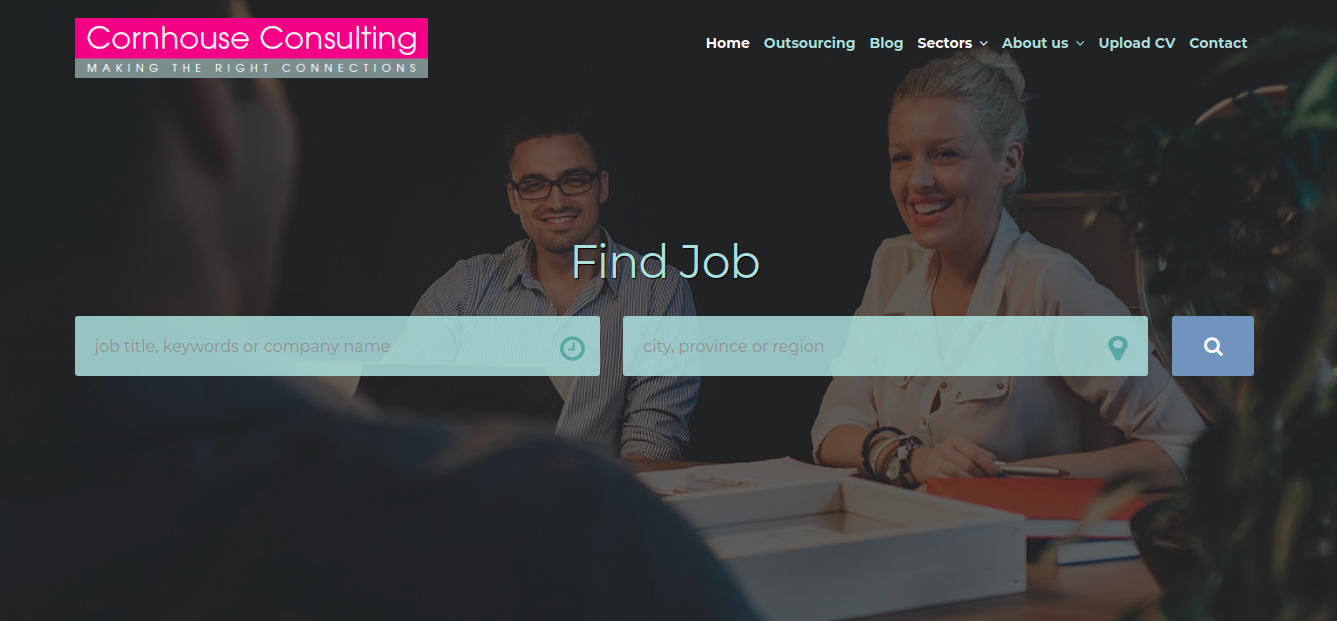 Cornhouse Consulting
MAKING THE RIGHT CONNECTIONS
Home Outsourcing Blog Sectors About us Upload CV Contact
Find Job
job title, keywords or company name
city, province or region